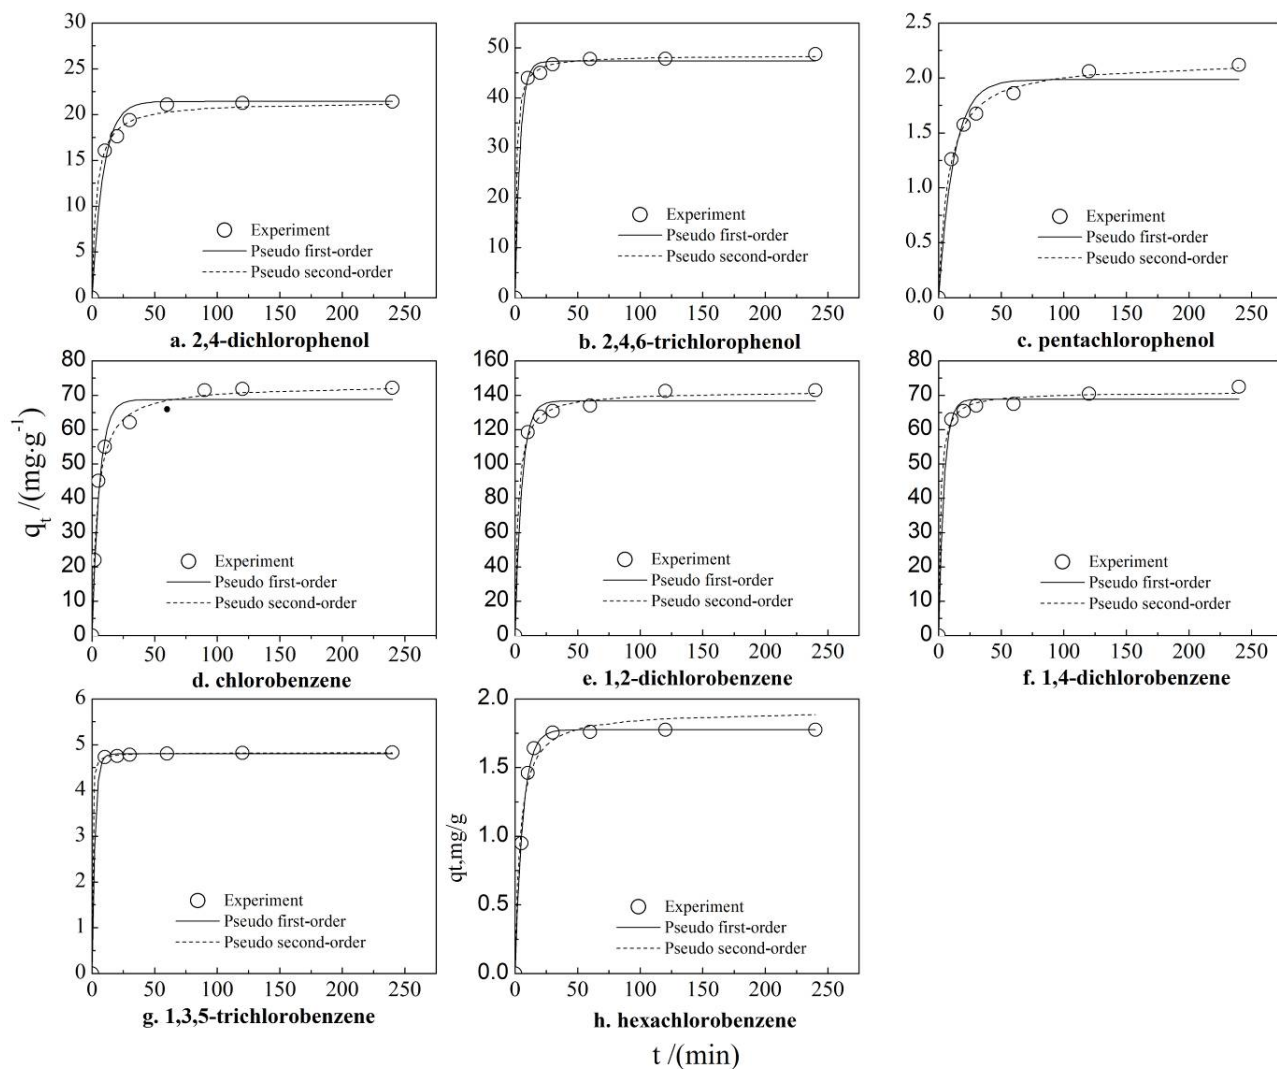 30
25
20
15
10
5
0
0 50 100 150 200 250
Experiment
Pseudo first-order
Pseudo second-order
a. 2,4-dichlorophenol
50
40
30
20
10
0
0 50 100 150 200 250
Experiment
Pseudo first-order
Pseudo second-order
b. 2,4,6-trichlorophenol
2.5
2.0
1.5
1.0
0.5
0.0
0 50 100 150 200 250
Experiment
Pseudo first-order
Pseudo second-order
c. pentachlorophenol
q_t /(mg·g⁻¹)
80
70
60
50
40
30
20
10
0
0 50 100 150 200 250
Experiment
Pseudo first-order
Pseudo second-order
d. chlorobenzene
160
140
120
100
80
60
40
20
0
0 50 100 150 200 250
Experiment
Pseudo first-order
Pseudo second-order
e. 1,2-dichlorobenzene
80
70
60
50
40
30
20
10
0
0 50 100 150 200 250
Experiment
Pseudo first-order
Pseudo second-order
f. 1,4-dichlorobenzene
6
5
4
3
2
1
0
0 50 100 150 200 250
Experiment
Pseudo first-order
Pseudo second-order
g. 1,3,5-trichlorobenzene
qt,mg/g
2.0
1.5
1.0
0.5
0.0
0 50 100 150 200 250
Experiment
Pseudo first-order
Pseudo second-order
h. hexachlorobenzene
t /(min)